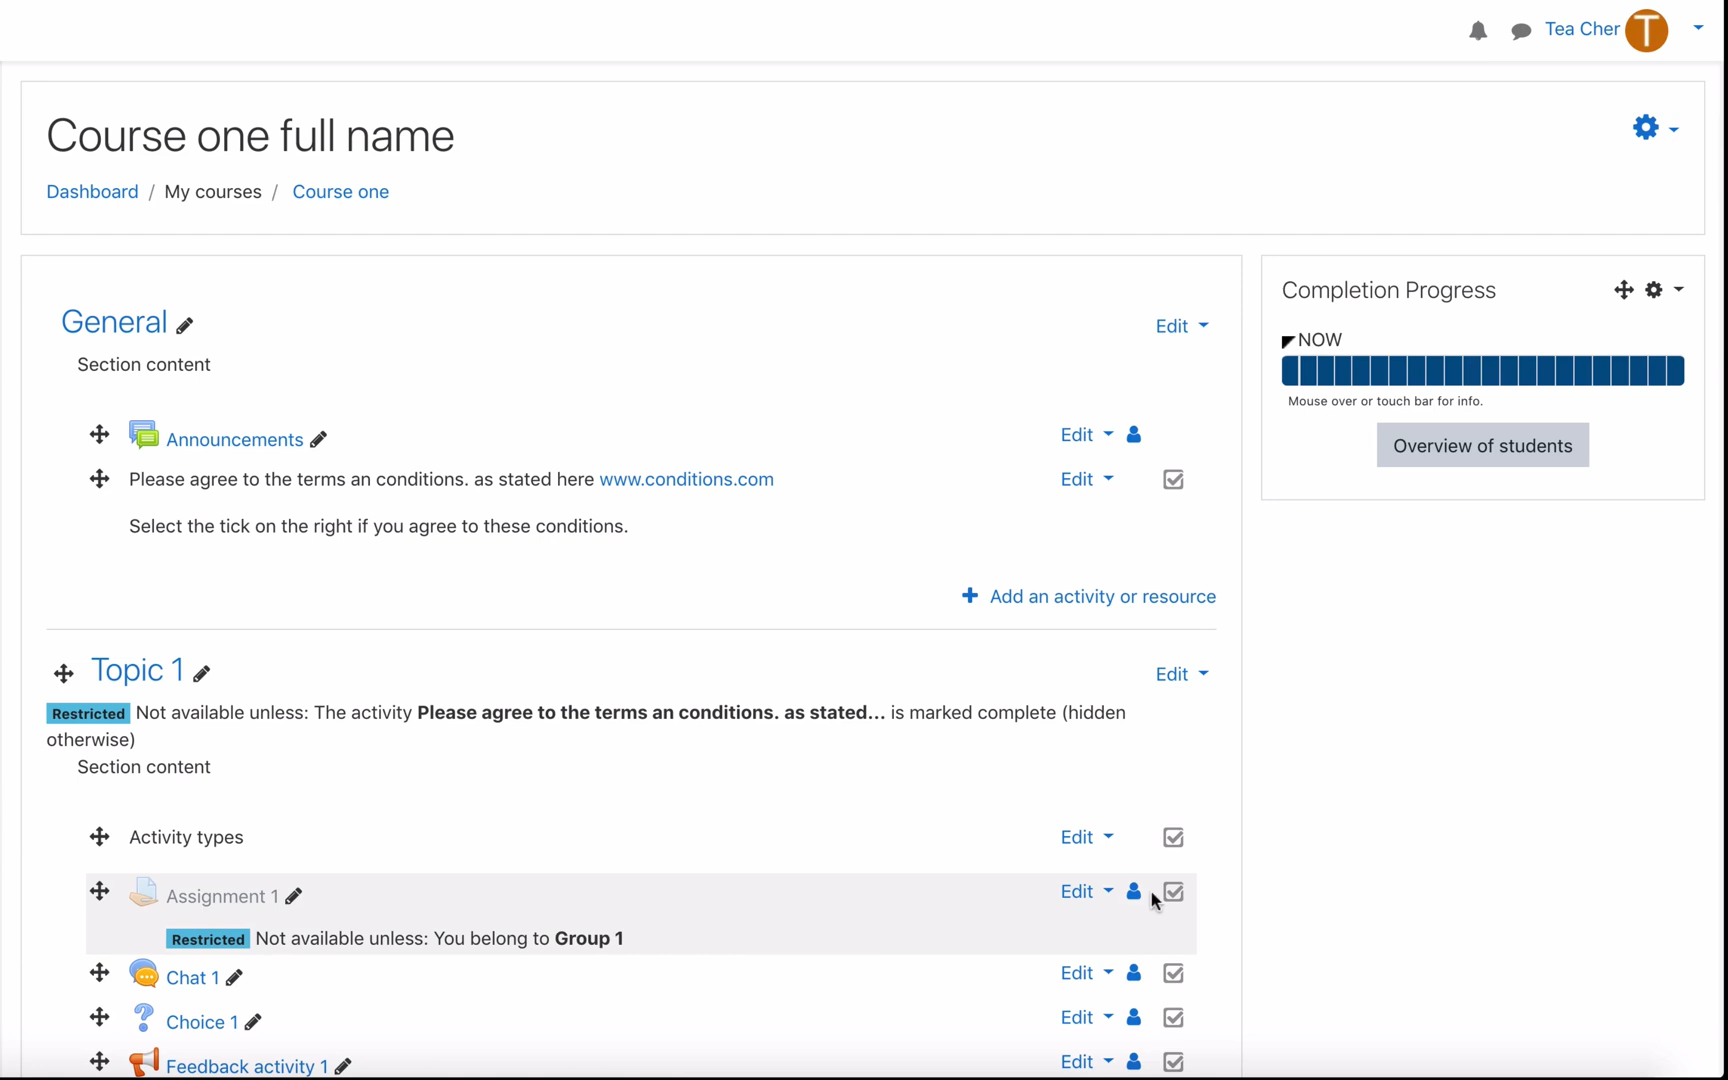 Tea Cher T
Course one full name
Dashboard / My courses / Course one
General Edit
Section content
Announcements Edit
Please agree to the terms an conditions. as stated here www.conditions.com Edit
Select the tick on the right if you agree to these conditions.
+ Add an activity or resource
Topic 1 Edit
Restricted Not available unless: The activity Please agree to the terms an conditions. as stated... is marked complete (hidden
otherwise)
Section content
Activity types Edit
Assignment 1 Edit
Restricted Not available unless: You belong to Group 1
Chat 1 Edit
Choice 1 Edit
Feedback activity 1 Edit
Completion Progress
NOW
Mouse over or touch bar for info.
Overview of students